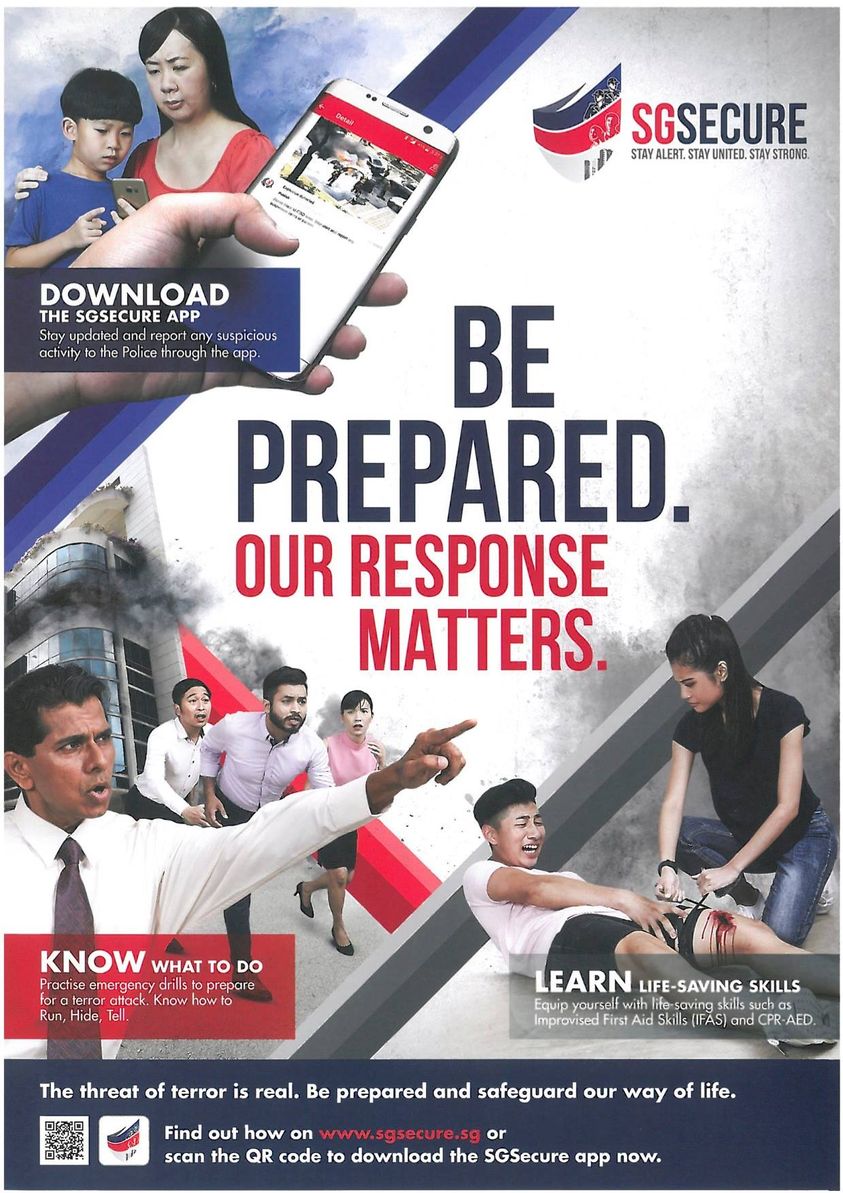 SGSECURE
STAY ALERT. STAY UNITED. STAY STRONG.
Detail
DOWNLOAD
THE SGSECURE APP
Stay updated and report any suspicious
activity to the Police through the app.
BE
PREPARED.
OUR RESPONSE
MATTERS.
KNOW WHAT TO DO
Practise emergency drills to prepare
for a terror attack. Know how to
Run, Hide, Tell.
LEARN LIFE-SAVING SKILLS
Equip yourself with life-saving skills such as
Improvised First Aid Skills (IFAS) and CPR-AED.
The threat of terror is real. Be prepared and safeguard our way of life.
Find out how on www.sgsecure.sg or
scan the QR code to download the SGSecure app now.